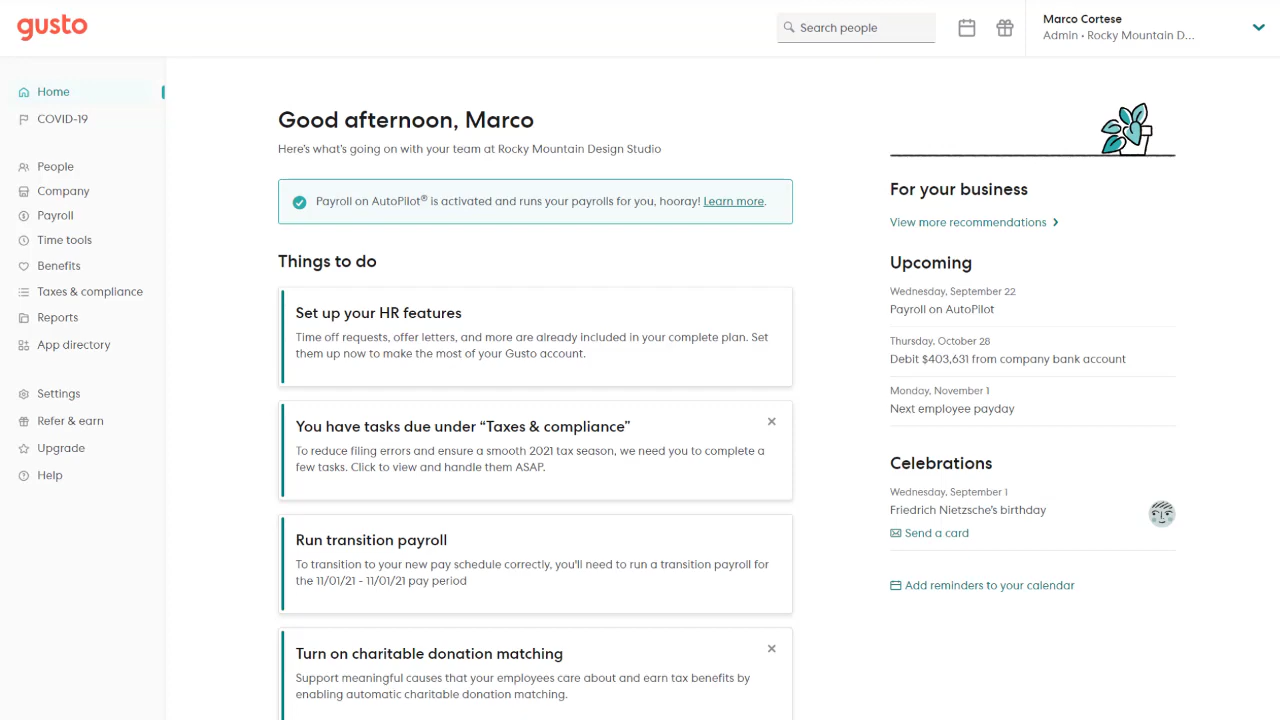 gusto
Search people
Marco Cortese
Admin • Rocky Mountain D...
Home
COVID-19
People
Company
Payroll
Time tools
Benefits
Taxes & compliance
Reports
App directory
Settings
Refer & earn
Upgrade
Help
Good afternoon, Marco
Here's what's going on with your team at Rocky Mountain Design Studio
Payroll on AutoPilot® is activated and runs your payrolls for you, hooray! Learn more.
Things to do
Set up your HR features
Time off requests, offer letters, and more are already included in your complete plan. Set
them up now to make the most of your Gusto account.
You have tasks due under “Taxes & compliance”
To reduce filing errors and ensure a smooth 2021 tax season, we need you to complete a
few tasks. Click to view and handle them ASAP.
Run transition payroll
To transition to your new pay schedule correctly, you'll need to run a transition payroll for
the 11/01/21 - 11/01/21 pay period
Turn on charitable donation matching
Support meaningful causes that your employees care about and earn tax benefits by
enabling automatic charitable donation matching.
For your business
View more recommendations
Upcoming
Wednesday, September 22
Payroll on AutoPilot
Thursday, October 28
Debit $403,631 from company bank account
Monday, November 1
Next employee payday
Celebrations
Wednesday, September 1
Friedrich Nietzsche's birthday
Send a card
Add reminders to your calendar